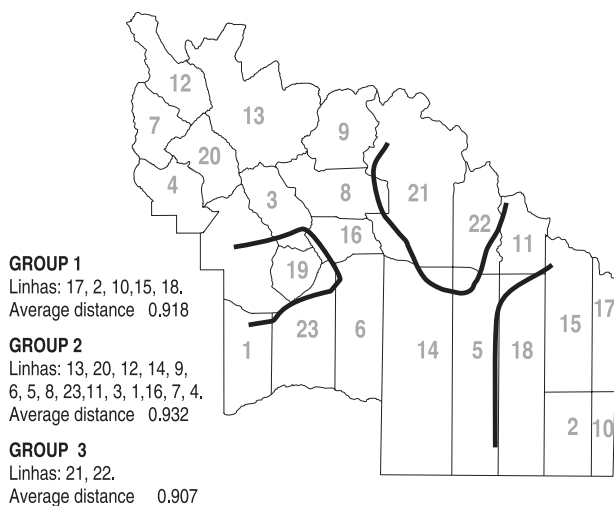 12
13
7
9
20
4
8
3
21
22
16
11
19
17
15
23
6
1
14
5
18
2
10
GROUP 1
Linhas: 17, 2, 10,15, 18.
Average distance 0.918
GROUP 2
Linhas: 13, 20, 12, 14, 9,
6, 5, 8, 23,11, 3, 1,16, 7, 4.
Average distance 0.932
GROUP 3
Linhas: 21, 22.
Average distance 0.907